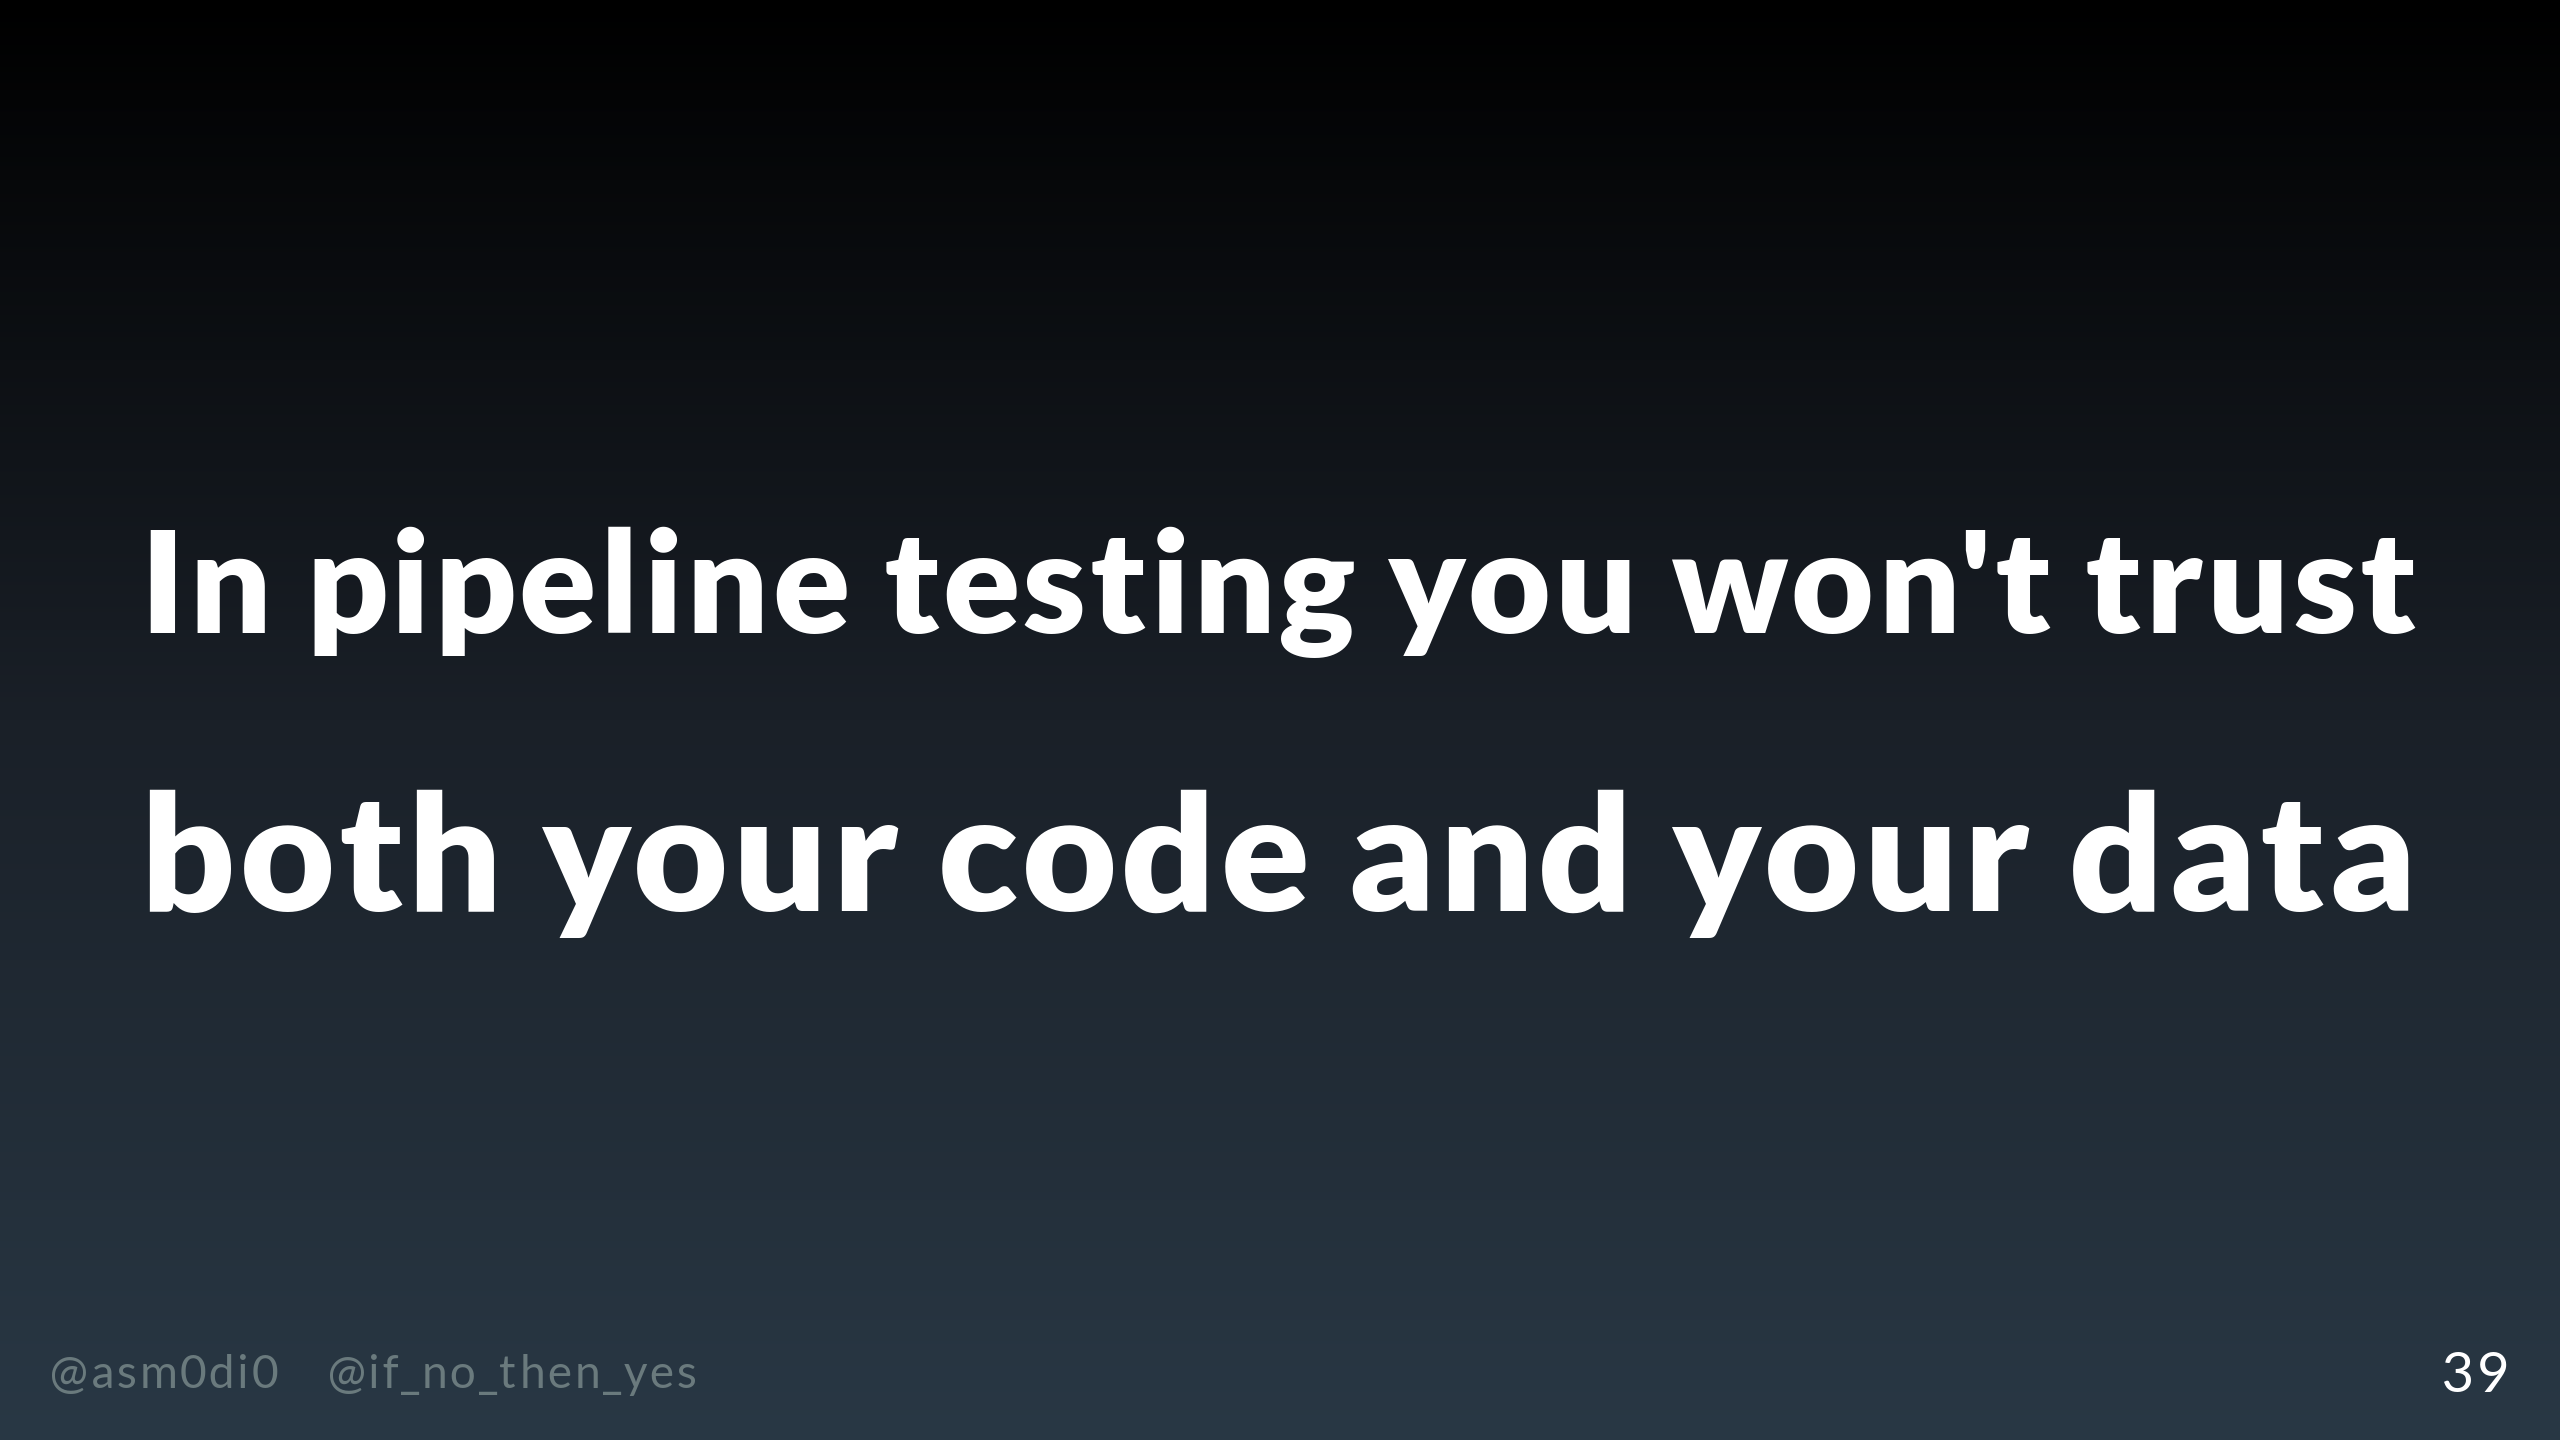 In pipeline testing you won't trust
both your code and your data
@asm0di0 @if_no_then_yes
39